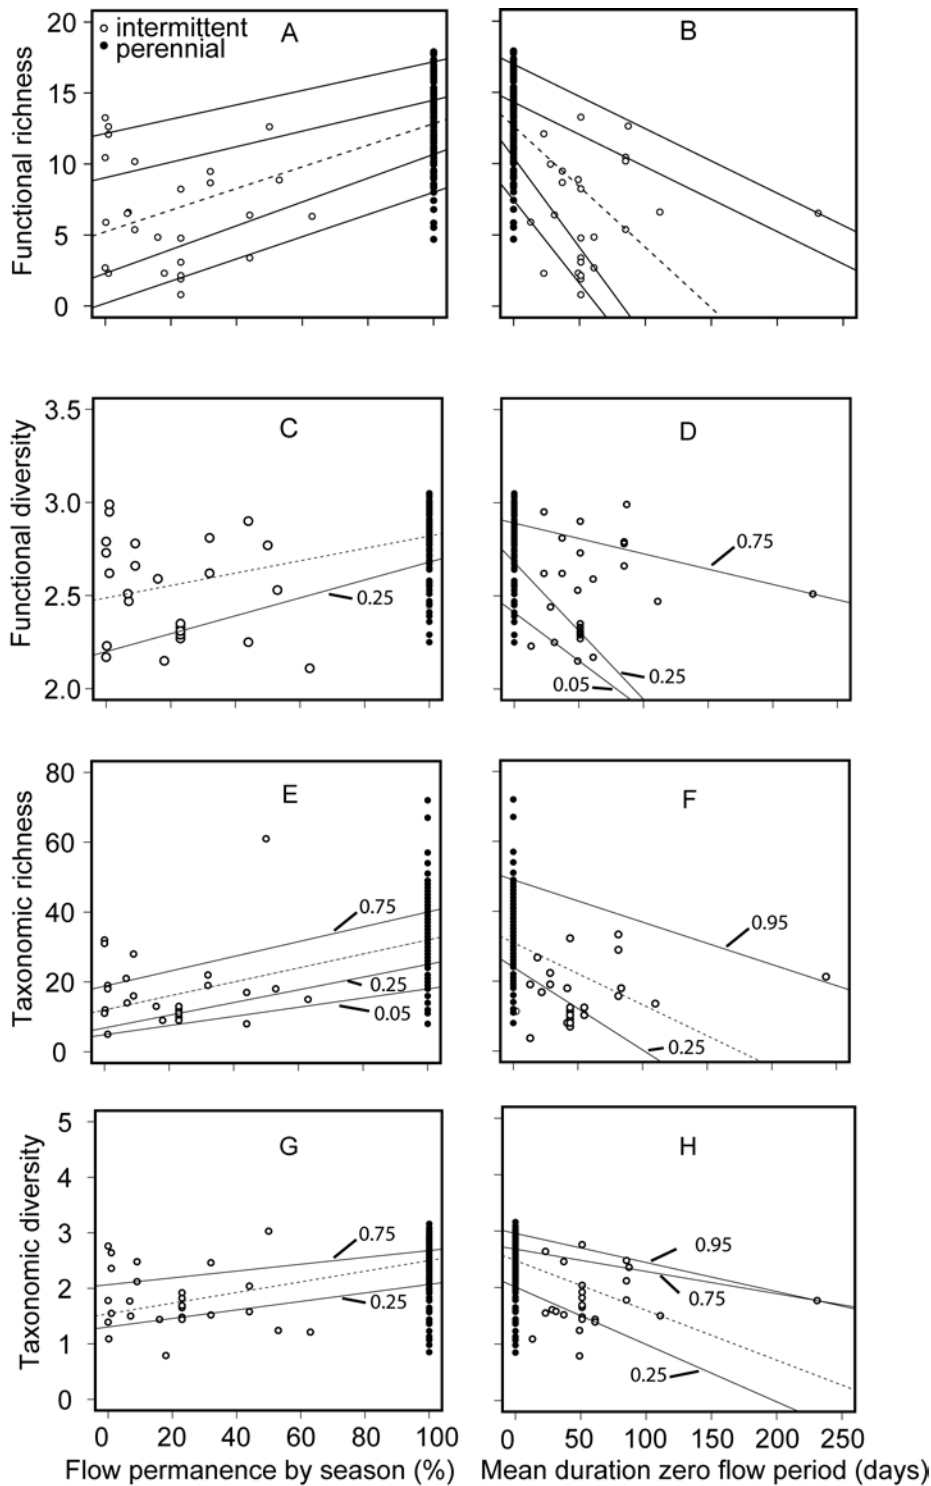 20
15
10
5
0
Functional richness
intermittent
perennial
A
B
3.5
3.0
2.5
2.0
Functional diversity
C
0.25
D
0.75
0.25
0.05
80
60
40
20
0
Taxonomic richness
E
0.75
0.25
0.05
F
0.95
0.25
5
4
3
2
1
0
Taxonomic diversity
G
0.75
0.25
H
0.95
0.75
0.25
0 20 40 60 80 100
0 50 100 150 200 250
Flow permanence by season (%)
Mean duration zero flow period (days)